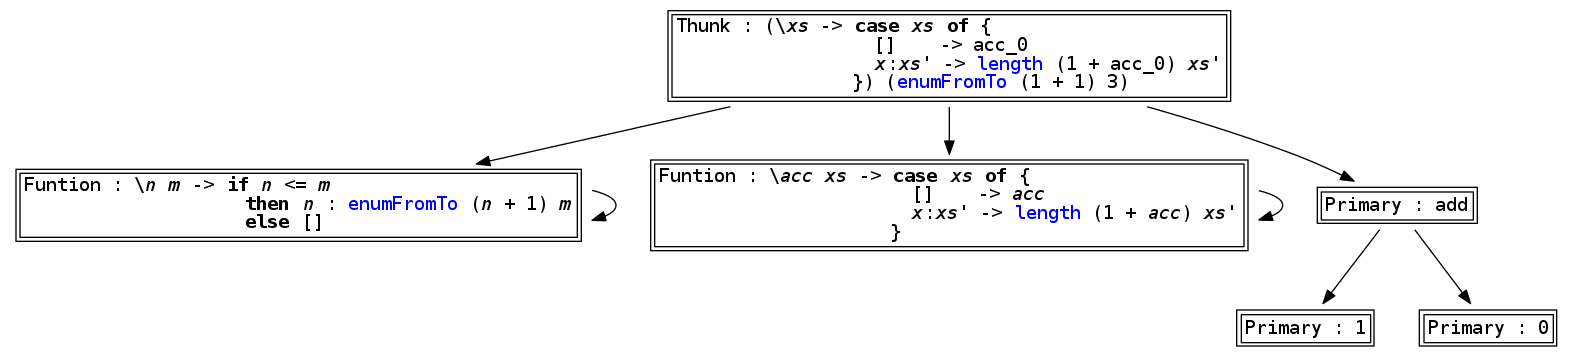 Thunk : (\xs -> case xs of {
[] -> acc_0
x:xs' -> length (1 + acc_0) xs'
}) (enumFromTo (1 + 1) 3)
Funtion : \n m -> if n <= m
then n : enumFromTo (n + 1) m
else []
Funtion : \acc xs -> case xs of {
[] -> acc
x:xs' -> length (1 + acc) xs'
}
Primary : add
Primary : 1
Primary : 0